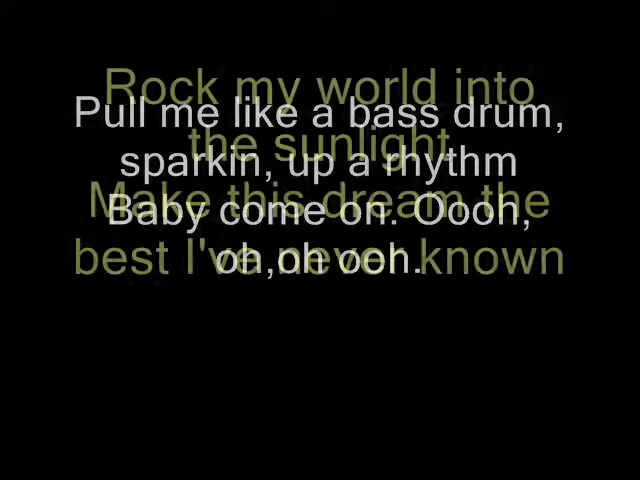 Rock my world into
Pull me like a bass drum,
the sunlight
sparkin, up a rhythm
Make this dream the
Baby come on. Oooh,
best I've never known
oh,oh ooh.